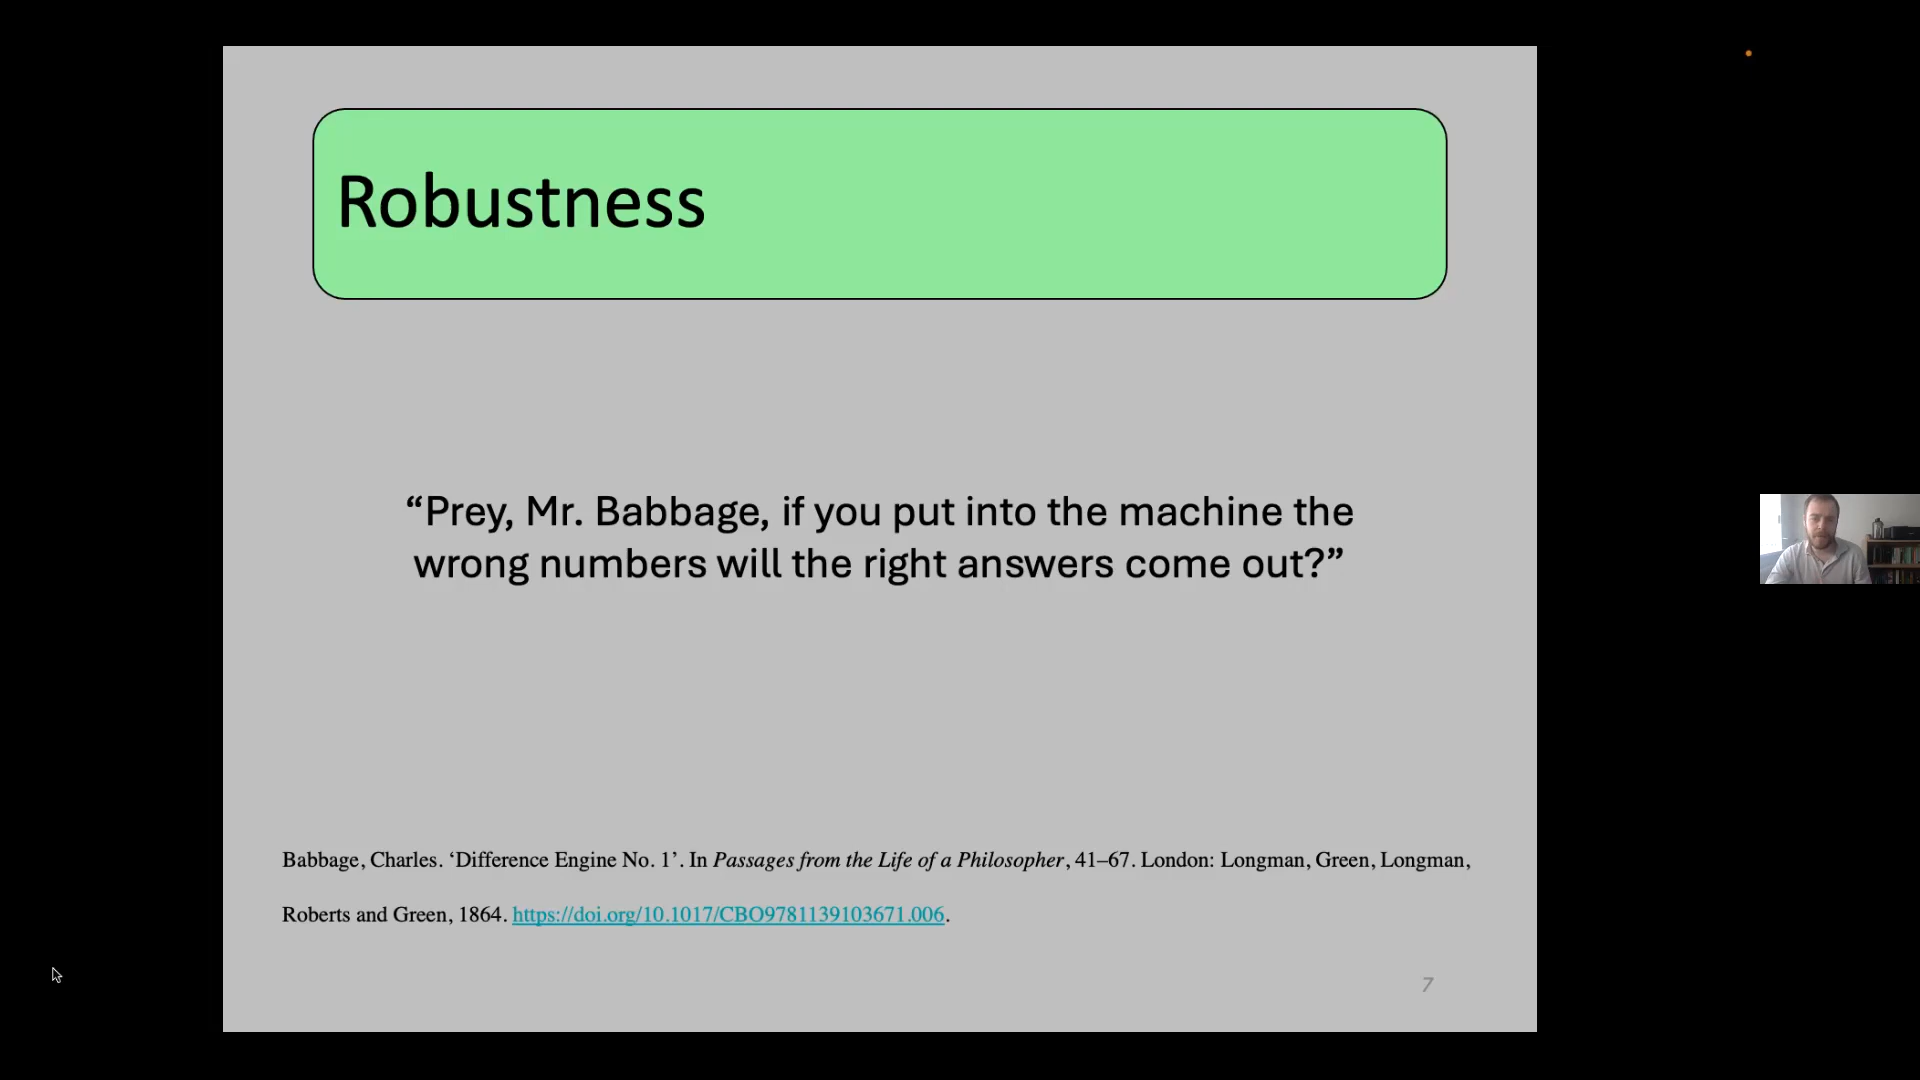 Robustness
“Prey, Mr. Babbage, if you put into the machine the
wrong numbers will the right answers come out?”
Babbage, Charles. ‘Difference Engine No. 1’. In Passages from the Life of a Philosopher, 41–67. London: Longman, Green, Longman,
Roberts and Green, 1864. https://doi.org/10.1017/CBO9781139103671.006.
7